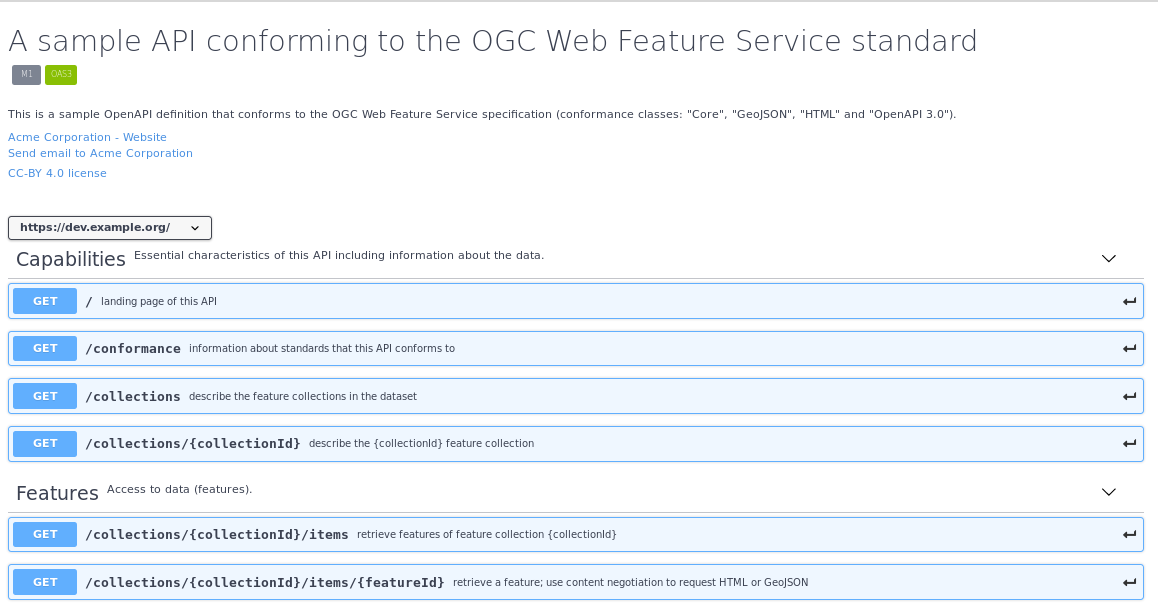 A sample API conforming to the OGC Web Feature Service standard
M1 OAS3
This is a sample OpenAPI definition that conforms to the OGC Web Feature Service specification (conformance classes: "Core", "GeoJSON", "HTML" and "OpenAPI 3.0").
Acme Corporation - Website
Send email to Acme Corporation
CC-BY 4.0 license
https://dev.example.org/
Capabilities Essential characteristics of this API including information about the data.
GET / landing page of this API
GET /conformance information about standards that this API conforms to
GET /collections describe the feature collections in the dataset
GET /collections/{collectionId} describe the {collectionId} feature collection
Features Access to data (features).
GET /collections/{collectionId}/items retrieve features of feature collection {collectionId}
GET /collections/{collectionId}/items/{featureId} retrieve a feature; use content negotiation to request HTML or GeoJSON